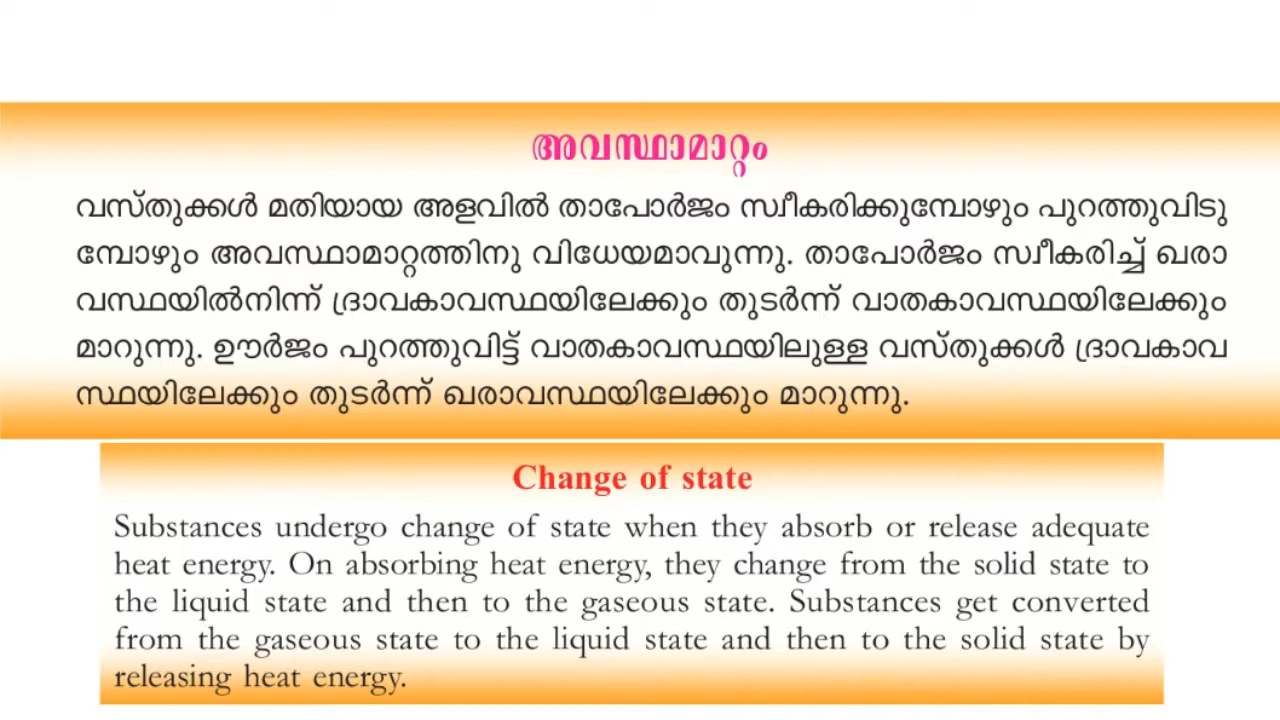 അവസ്ഥാമാറ്റം
വസ്തുക്കൾ മതിയായ അളവിൽ താപോർജം സ്വീകരിക്കുമ്പോഴും പുറത്തുവിടു
മ്പോഴും അവസ്ഥാമാറ്റത്തിനു വിധേയമാവുന്നു. താപോർജം സ്വീകരിച്ച് ഖരാ
വസ്ഥയിൽനിന്ന് ദ്രാവകാവസ്ഥയിലേക്കും തുടർന്ന് വാതകാവസ്ഥയിലേക്കും
മാറുന്നു. ഊർജം പുറത്തുവിട്ട് വാതകാവസ്ഥയിലുള്ള വസ്തുക്കൾ ദ്രാവകാവ
സ്ഥയിലേക്കും തുടർന്ന് ഖരാവസ്ഥയിലേക്കും മാറുന്നു.
Change of state
Substances undergo change of state when they absorb or release adequate
heat energy. On absorbing heat energy, they change from the solid state to
the liquid state and then to the gaseous state. Substances get converted
from the gaseous state to the liquid state and then to the solid state by
releasing heat energy.